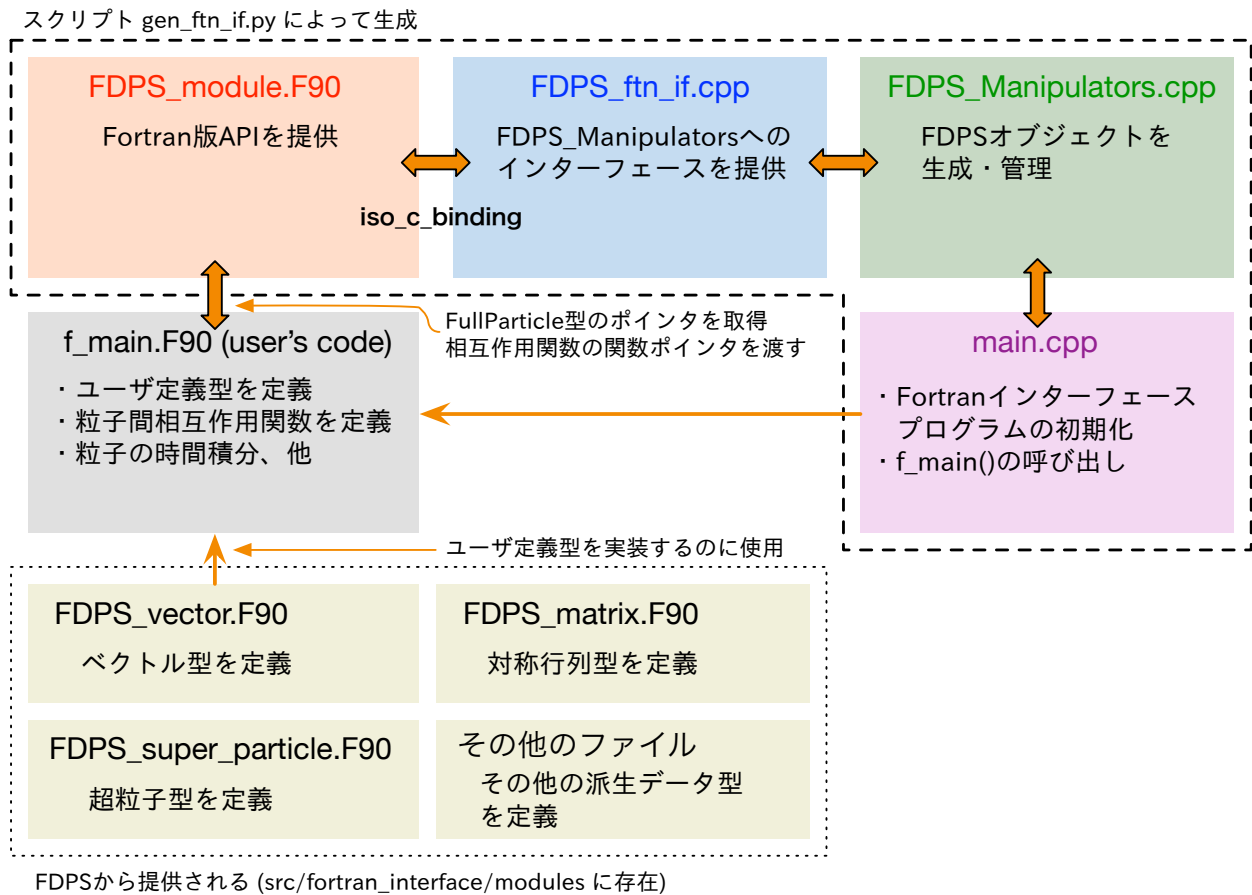 スクリプト gen_ftn_if.py によって生成
FDPS_module.F90
Fortran版APIを提供
FDPS_ftn_if.cpp
FDPS_Manipulatorsへの
インターフェースを提供
FDPS_Manipulators.cpp
FDPSオブジェクトを
生成・管理
iso_c_binding
FullParticle型のポインタを取得
相互作用関数の関数ポインタを渡す
f_main.F90 (user's code)
・ユーザ定義型を定義
・粒子間相互作用関数を定義
・粒子の時間積分、他
main.cpp
・Fortranインターフェース
プログラムの初期化
・f_main()の呼び出し
ユーザ定義型を実装するのに使用
FDPS_vector.F90
ベクトル型を定義
FDPS_matrix.F90
対称行列型を定義
FDPS_super_particle.F90
超粒子型を定義
その他のファイル
その他の派生データ型
を定義
FDPSから提供される (src/fortran_interface/modules に存在)